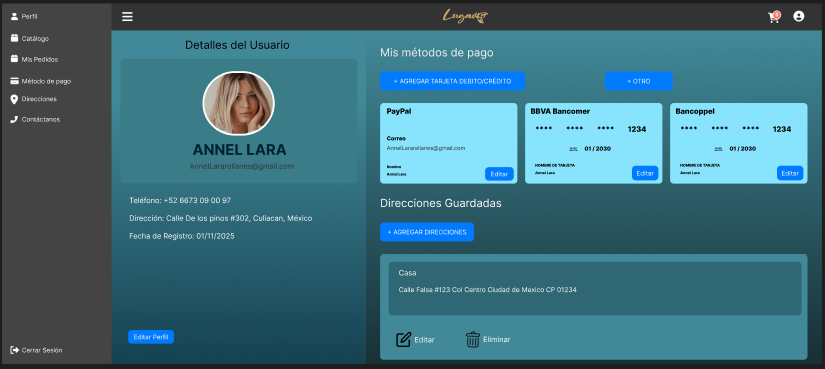 Perfil
Catálogo
Mis Pedidos
Método de pago
Direcciones
Contáctanos
Cerrar Sesión
Lugavi
Detalles del Usuario
ANNEL LARA
AnnelLararellanes@gmail.com
Teléfono: +52 6673 09 00 97
Dirección: Calle De los pinos #302, Culiacan, México
Fecha de Registro: 01/11/2025
Editar Perfil
Mis métodos de pago
+ AGREGAR TARJETA DEBITO/CRÉDITO
+ OTRO
PayPal
Correo
AnnelLararellanes@gmail.com
Nombre
Annel Lara
Editar
BBVA Bancomer
**** **** **** 1234
01 / 2030
NOMBRE DE TARJETA
Annel Lara
Editar
Bancoppel
**** **** **** 1234
01 / 2030
NOMBRE DE TARJETA
Annel Lara
Editar
Direcciones Guardadas
+ AGREGAR DIRECCIONES
Casa
Calle Falsa #123 Col Centro Ciudad de Mexico CP 01234
Editar
Eliminar